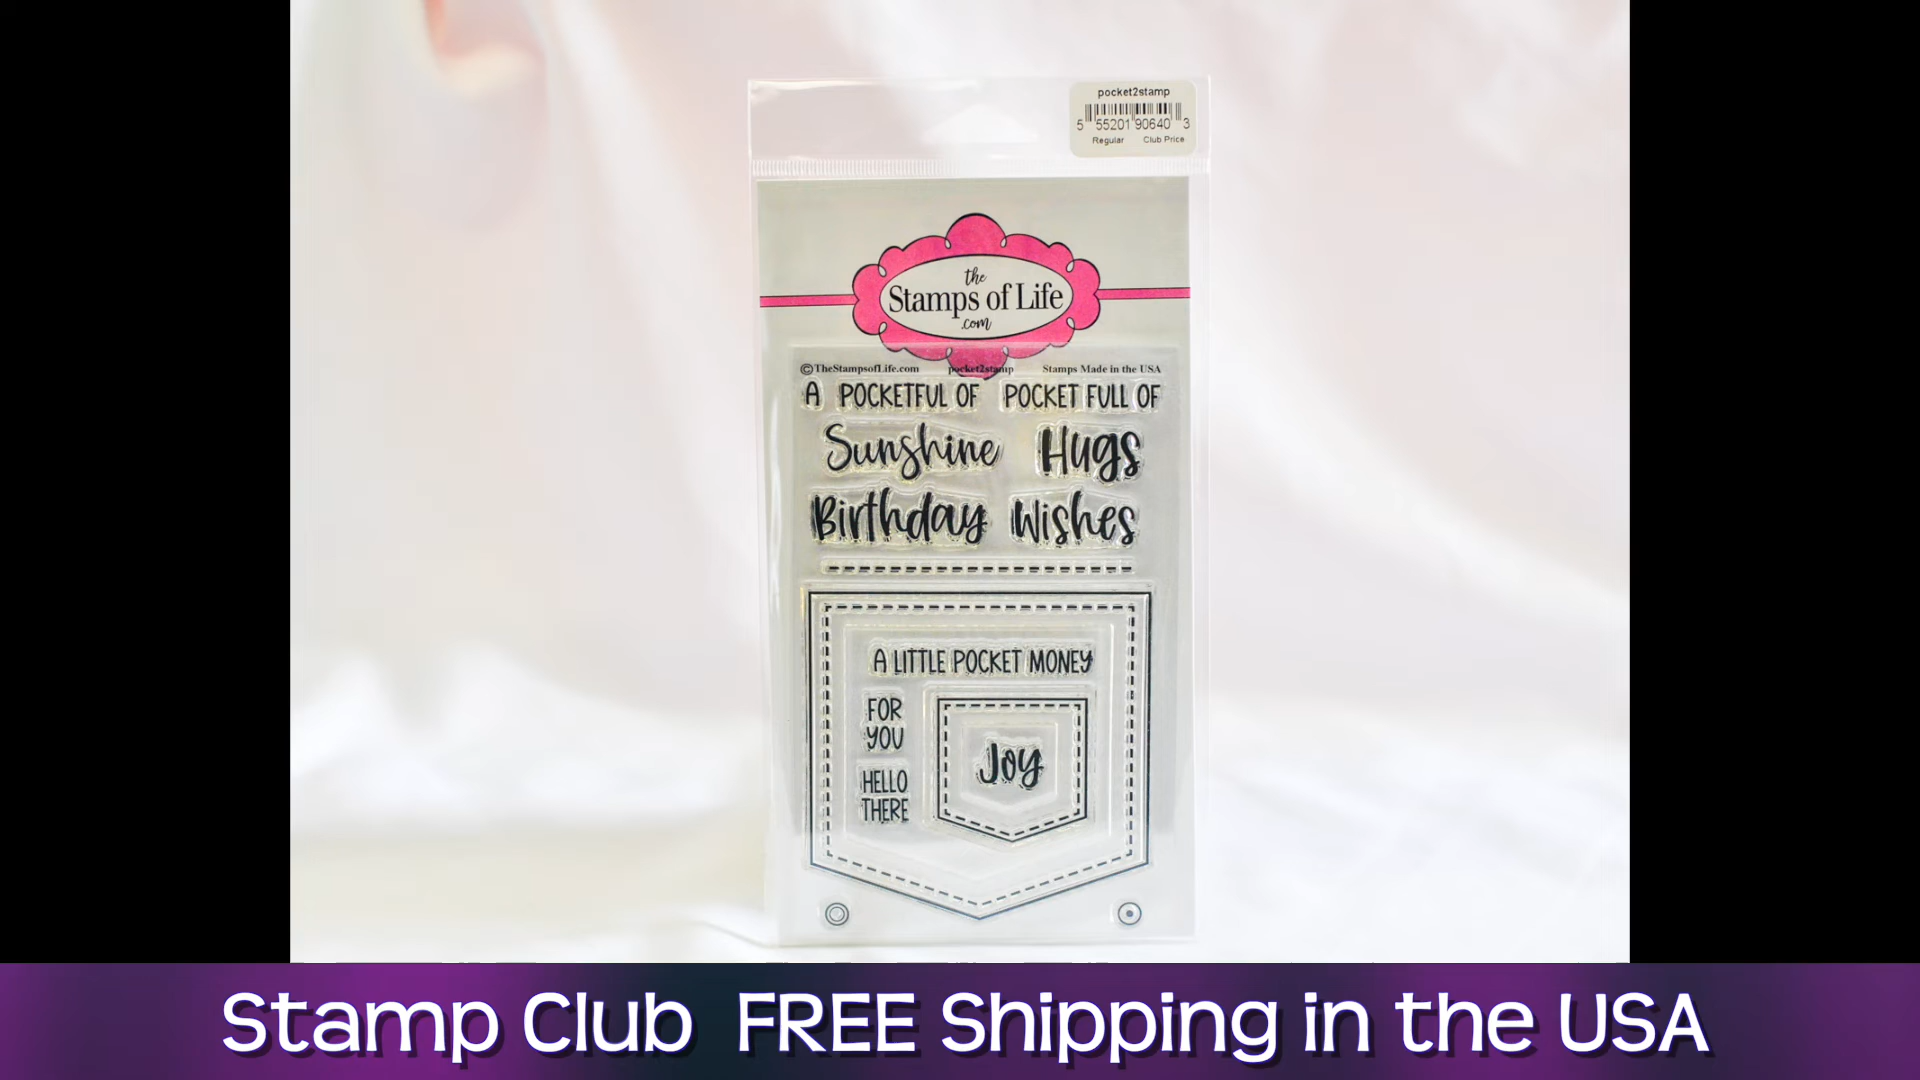 pocket2stamp
5 55201 90640 3
Regular Club Price
the
Stamps of Life
.com
©TheStampsofLife.com pocket2stamp Stamps Made in the USA
A POCKETFUL OF POCKET FULL OF
Sunshine Hugs
Birthday Wishes
A LITTLE POCKET MONEY
FOR
YOU
HELLO
THERE
Joy
Stamp Club FREE Shipping in the USA